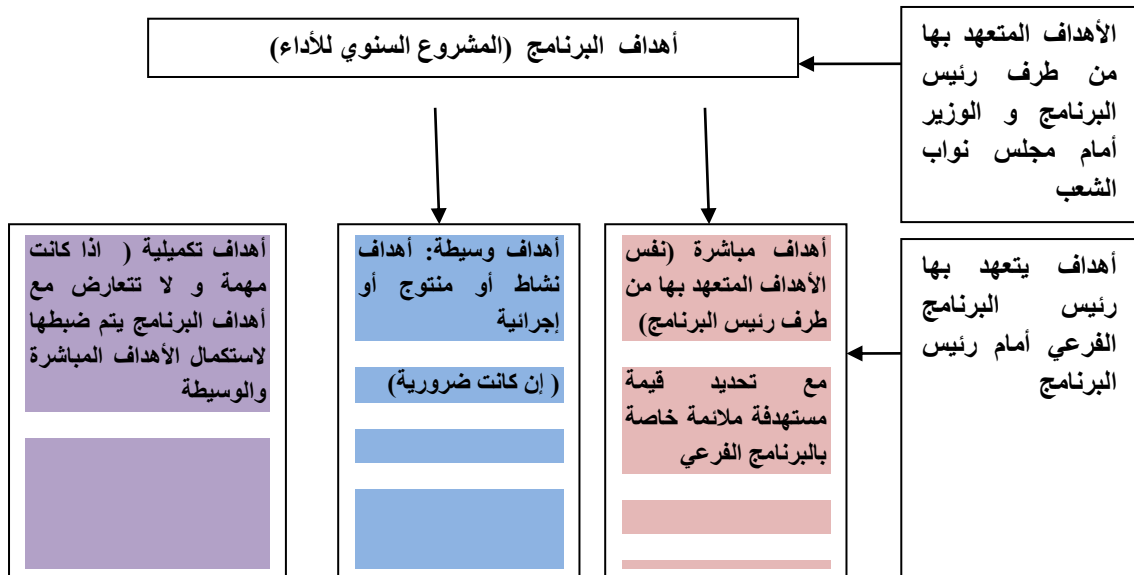 أهداف البرنامج (المشروع السنوي للأداء)
الأهداف المتعهد بها
من طرف رئيس
البرنامج و الوزير
أمام مجلس نواب
الشعب
أهداف مباشرة (نفس
الأهداف المتعهد بها من
طرف رئيس البرنامج)
مع تحديد قيمة
مستهدفة ملائمة خاصة
بالبرنامج الفرعي
أهداف وسيطة: أهداف
نشاط أو منتوج أو
إجرائية
( إن كانت ضرورية)
أهداف تكميلية ( اذا كانت
مهمة و لا تتعارض مع
أهداف البرنامج يتم ضبطها
لاستكمال الأهداف المباشرة
والوسيطة
أهداف يتعهد بها
رئيس البرنامج
الفرعي أمام رئيس
البرنامج